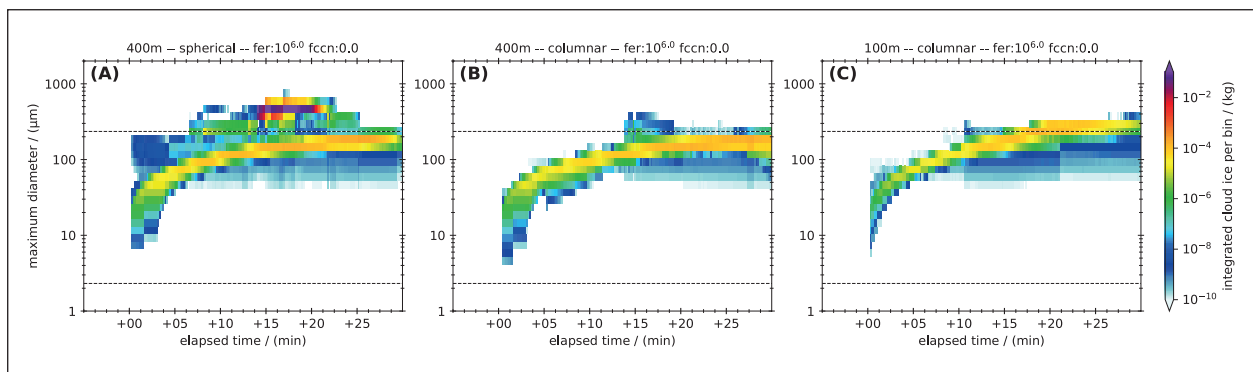 400m − spherical -- fer:10^6.0 fccn:0.0
400m -- columnar − fer:10^6.0 fccn:0.0
100m -- columnar -- fer:10^6.0 fccn:0.0
(A)
(B)
(C)
maximum diameter / (μm)
1000
100
10
1
1000
100
10
1
1000
100
10
1
+00 +05 +10 +15 +20 +25
+00 +05 +10 +15 +20 +25
+00 +05 +10 +15 +20 +25
elapsed time / (min)
elapsed time / (min)
elapsed time / (min)
10^−2
10^−4
10^−6
10^−8
10^−10
integrated cloud ice per bin / (kg)